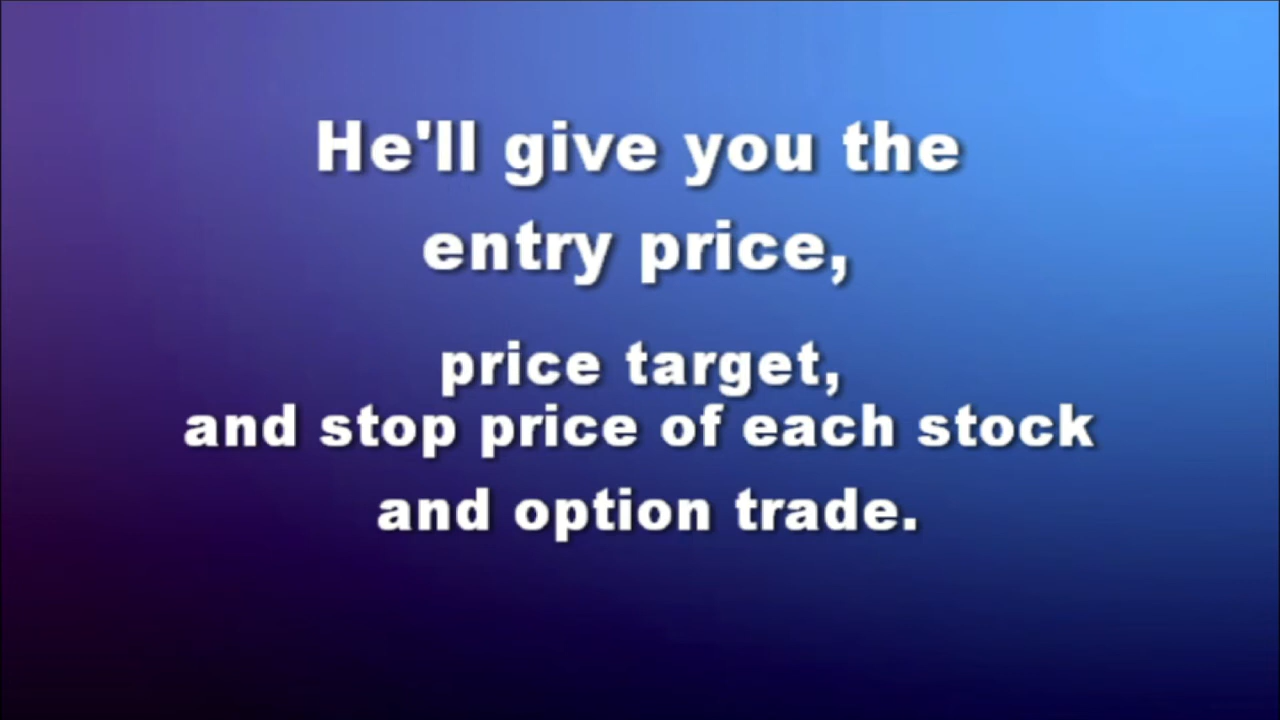 He'll give you the
entry price,
price target,
and stop price of each stock
and option trade.